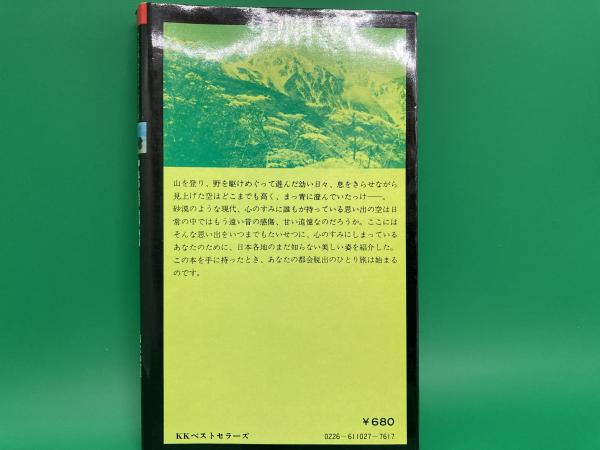 山を登り、野を駆けめぐって遊んだ幼い日々、息をきらせながら
見上げた空はどこまでも高く、まっ青に澄んでいたっけ──。
砂漠のような現代、心のすみに誰もが持っている思い出の空は日
常の中ではもう遠い昔の感傷、甘い追憶なのだろうか。ここには
そんな思い出をいつまでもたいせつに、心のすみにしまっている
あなたのために、日本各地のまだ知らない美しい姿を紹介した。
この本を手に持ったとき、あなたの都会脱出のひとり旅は始まる
のです。
￥680
KKベストセラーズ
0226-611027-7617